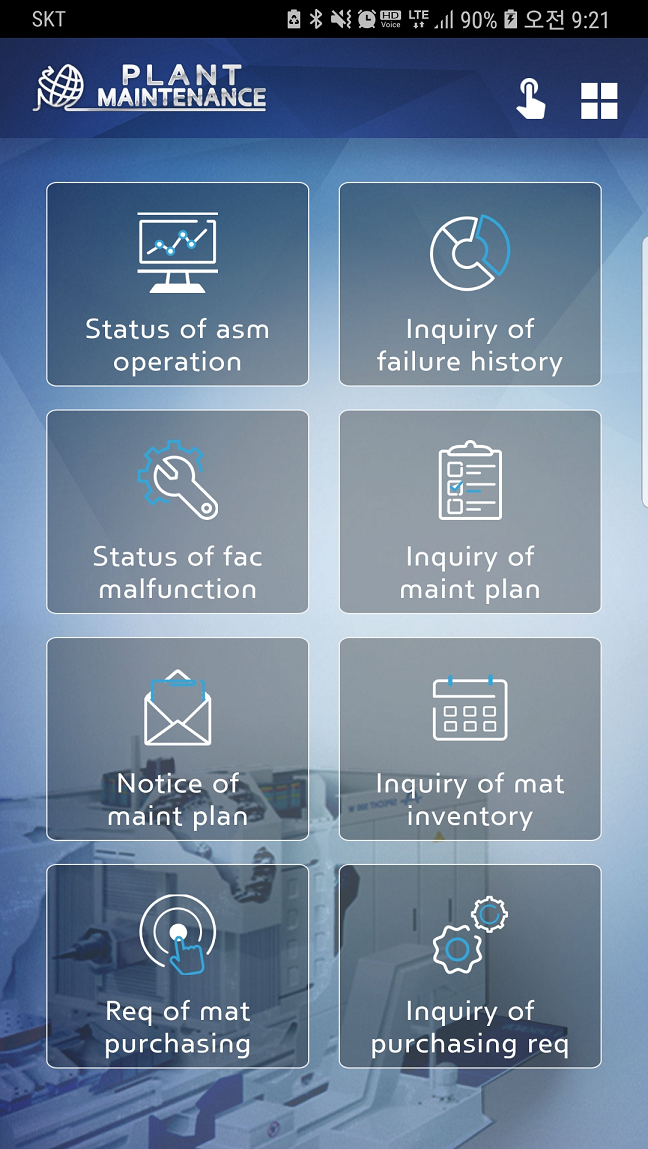 SKT HD Voice LTE 90% 오전 9:21
PLANT
MAINTENANCE
Status of asm
operation
Inquiry of
failure history
Status of fac
malfunction
Inquiry of
maint plan
Notice of
maint plan
Inquiry of mat
inventory
Req of mat
purchasing
Inquiry of
purchasing req